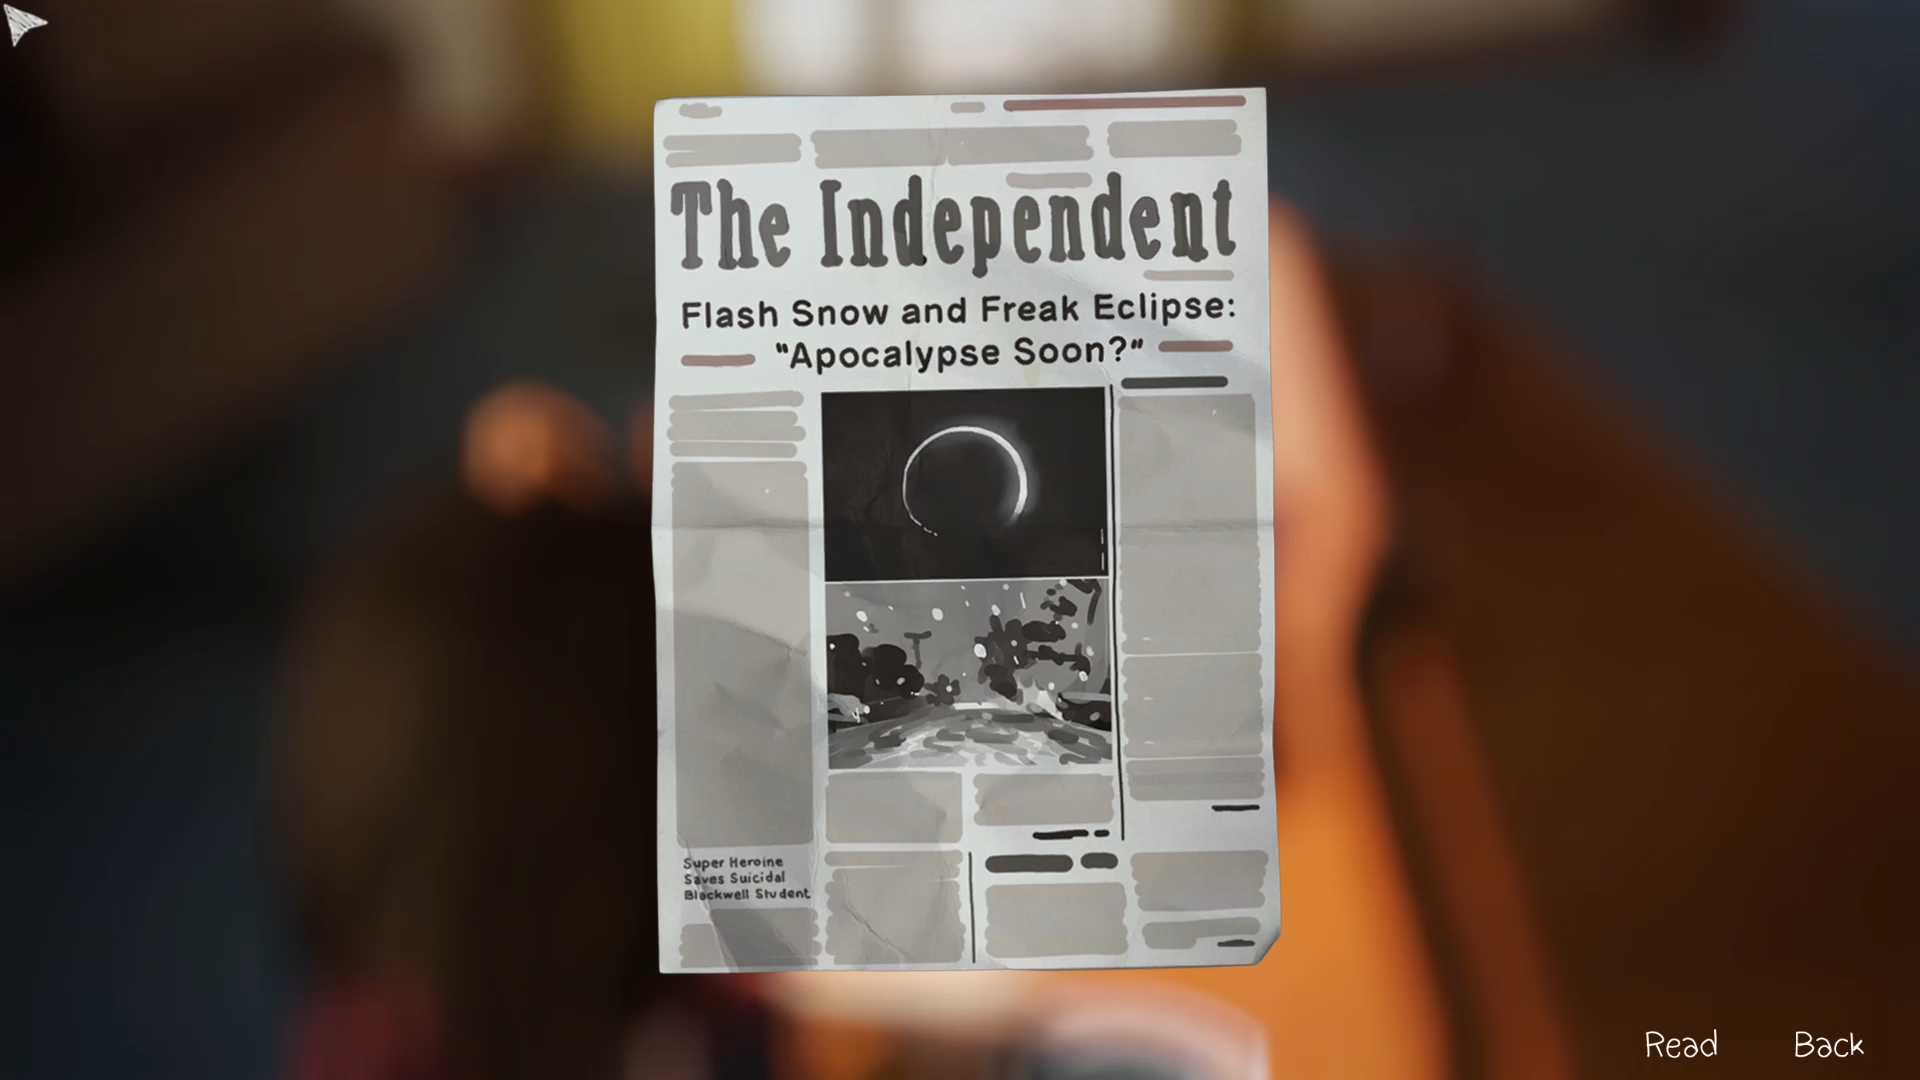 The Independent
Flash Snow and Freak Eclipse:
"Apocalypse Soon?"
Super Heroine
Saves Suicidal
Blackwell Student
Read
Back